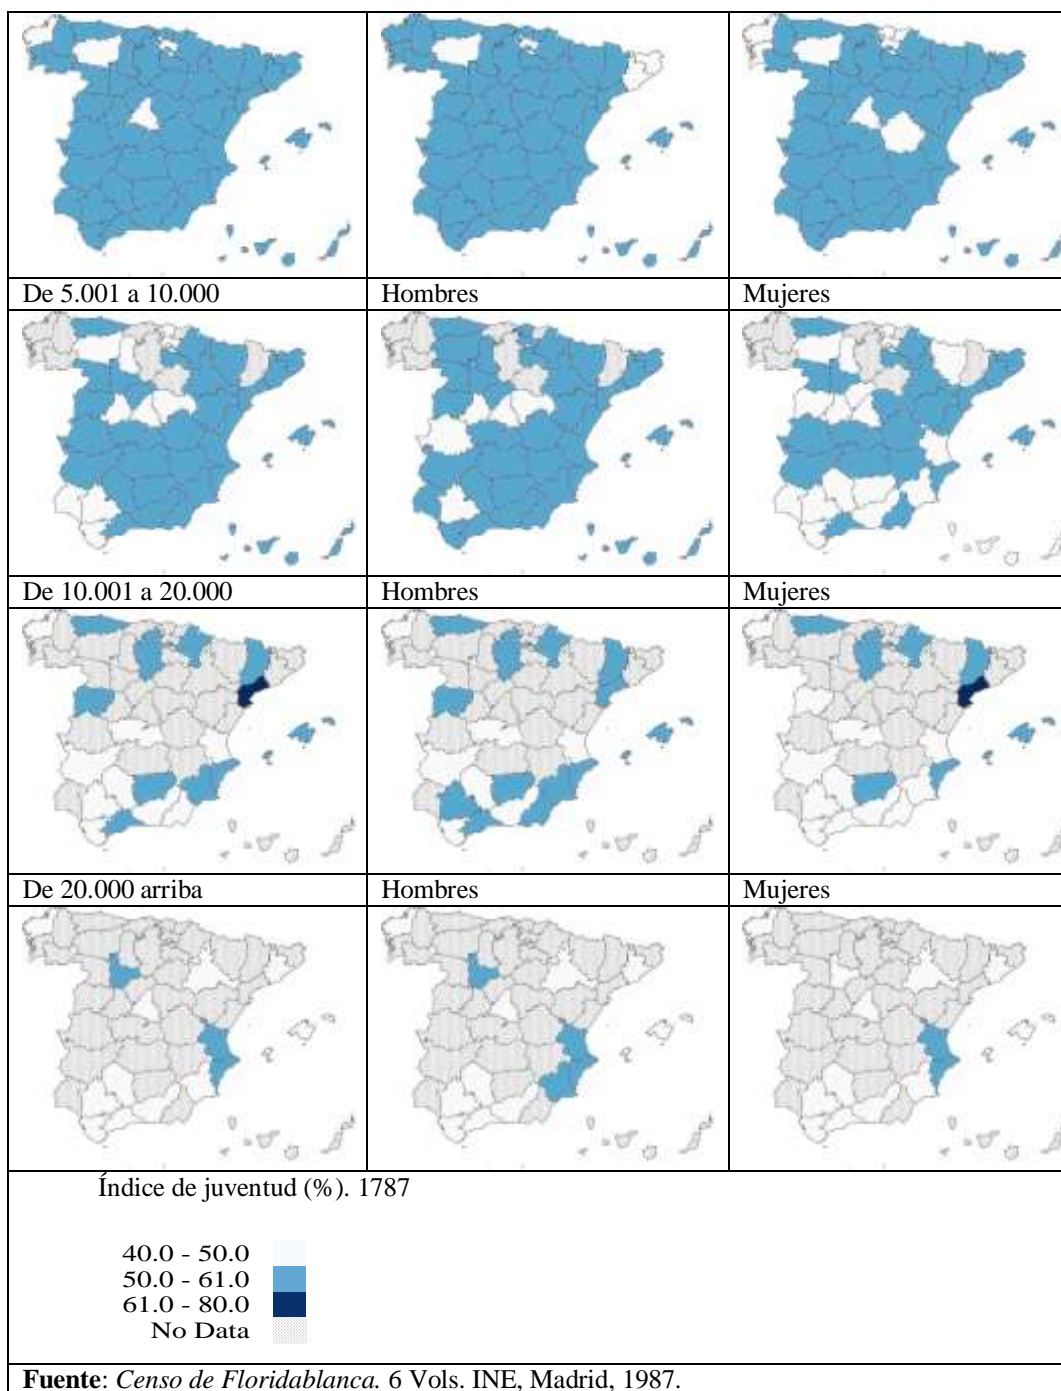 De 5.001 a 10.000 Hombres Mujeres
De 10.001 a 20.000 Hombres Mujeres
De 20.000 arriba Hombres Mujeres
Índice de juventud (%). 1787
40.0 - 50.0
50.0 - 61.0
61.0 - 80.0
No Data
Fuente: Censo de Floridablanca. 6 Vols. INE, Madrid, 1987.